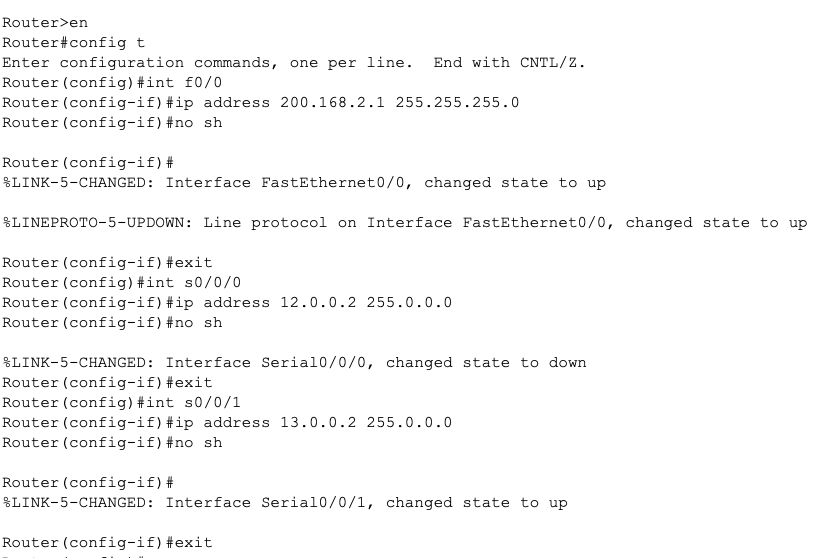 Router>en
Router#config t
Enter configuration commands, one per line.  End with CNTL/Z.
Router(config)#int f0/0
Router(config-if)#ip address 200.168.2.1 255.255.255.0
Router(config-if)#no sh
Router(config-if)#
%LINK-5-CHANGED: Interface FastEthernet0/0, changed state to up
%LINEPROTO-5-UPDOWN: Line protocol on Interface FastEthernet0/0, changed state to up
Router(config-if)#exit
Router(config)#int s0/0/0
Router(config-if)#ip address 12.0.0.2 255.0.0.0
Router(config-if)#no sh
%LINK-5-CHANGED: Interface Serial0/0/0, changed state to down
Router(config-if)#exit
Router(config)#int s0/0/1
Router(config-if)#ip address 13.0.0.2 255.0.0.0
Router(config-if)#no sh
Router(config-if)#
%LINK-5-CHANGED: Interface Serial0/0/1, changed state to up
Router(config-if)#exit